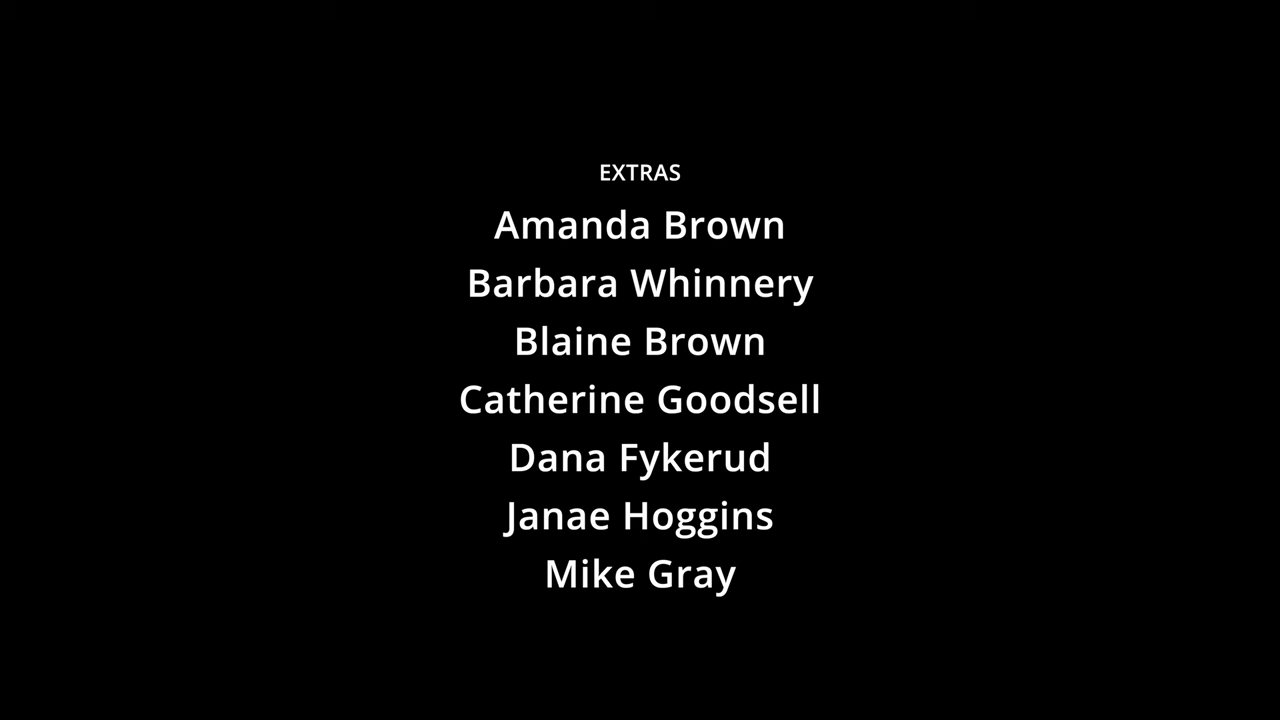 EXTRAS
Amanda Brown
Barbara Whinnery
Blaine Brown
Catherine Goodsell
Dana Fykerud
Janae Hoggins
Mike Gray